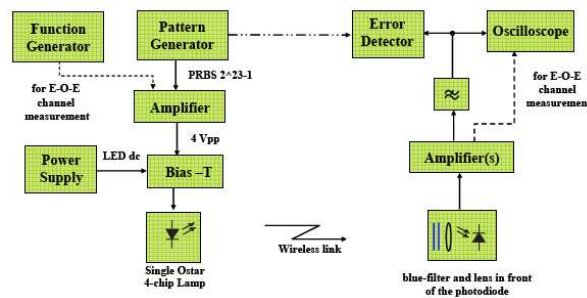 Function
Generator
Pattern
Generator
Error
Detector
Oscilloscope
PRBS 2^23-1
for E-O-E
channel
measurement
for E-O-E
channel
measurement
Amplifier
≈
4 Vpp
Amplifier(s)
Power
Supply
LED dc
Bias –T
Wireless link
Single Ostar
4-chip Lamp
blue-filter and lens in front
of the photodiode